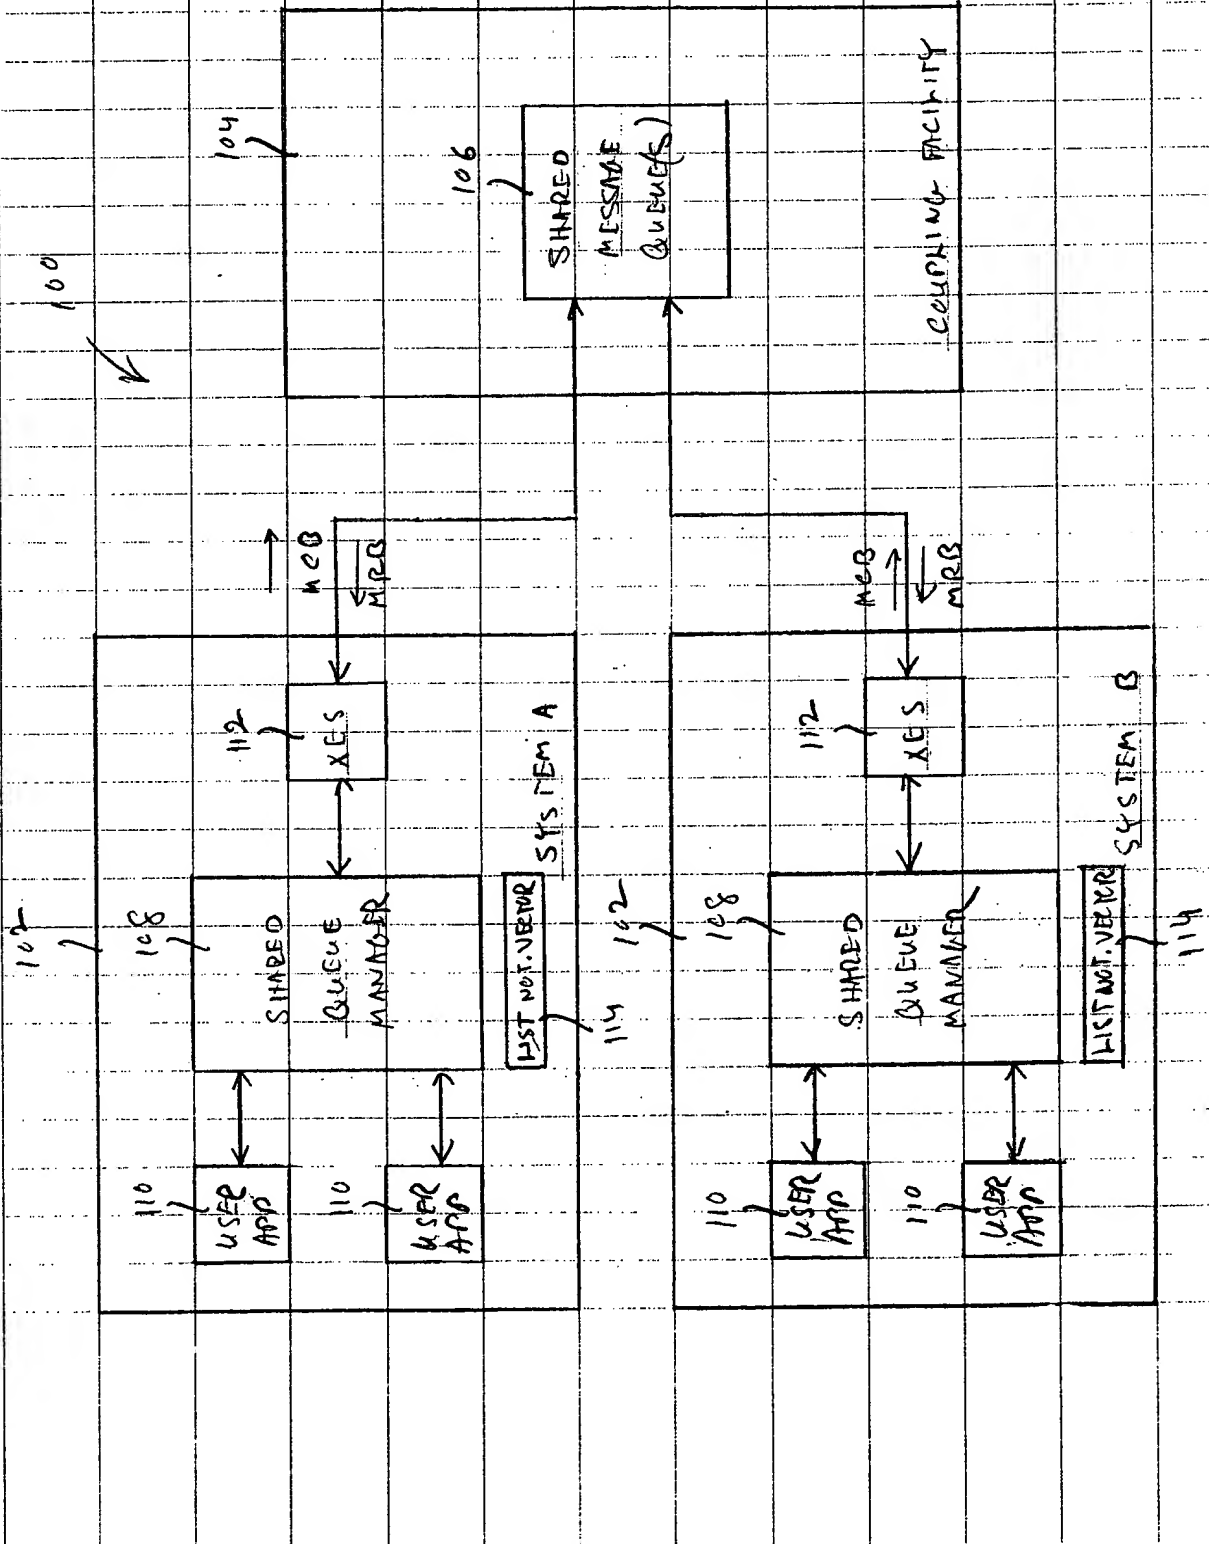 100
102
108
110
USER
APP
110
USER
APP
SHARED
QUEUE
MANAGER
112
XES
LIST NOT. VECTOR
114
SYSTEM A
MCB
MRB
104
106
SHARED
MESSAGE
QUEUE(S)
COUPLING FACILITY
102
108
110
USER
APP
110
USER
APP
SHARED
QUEUE
MANAGER
112
XES
LIST NOT. VECTOR
114
SYSTEM B
MCB
MRB